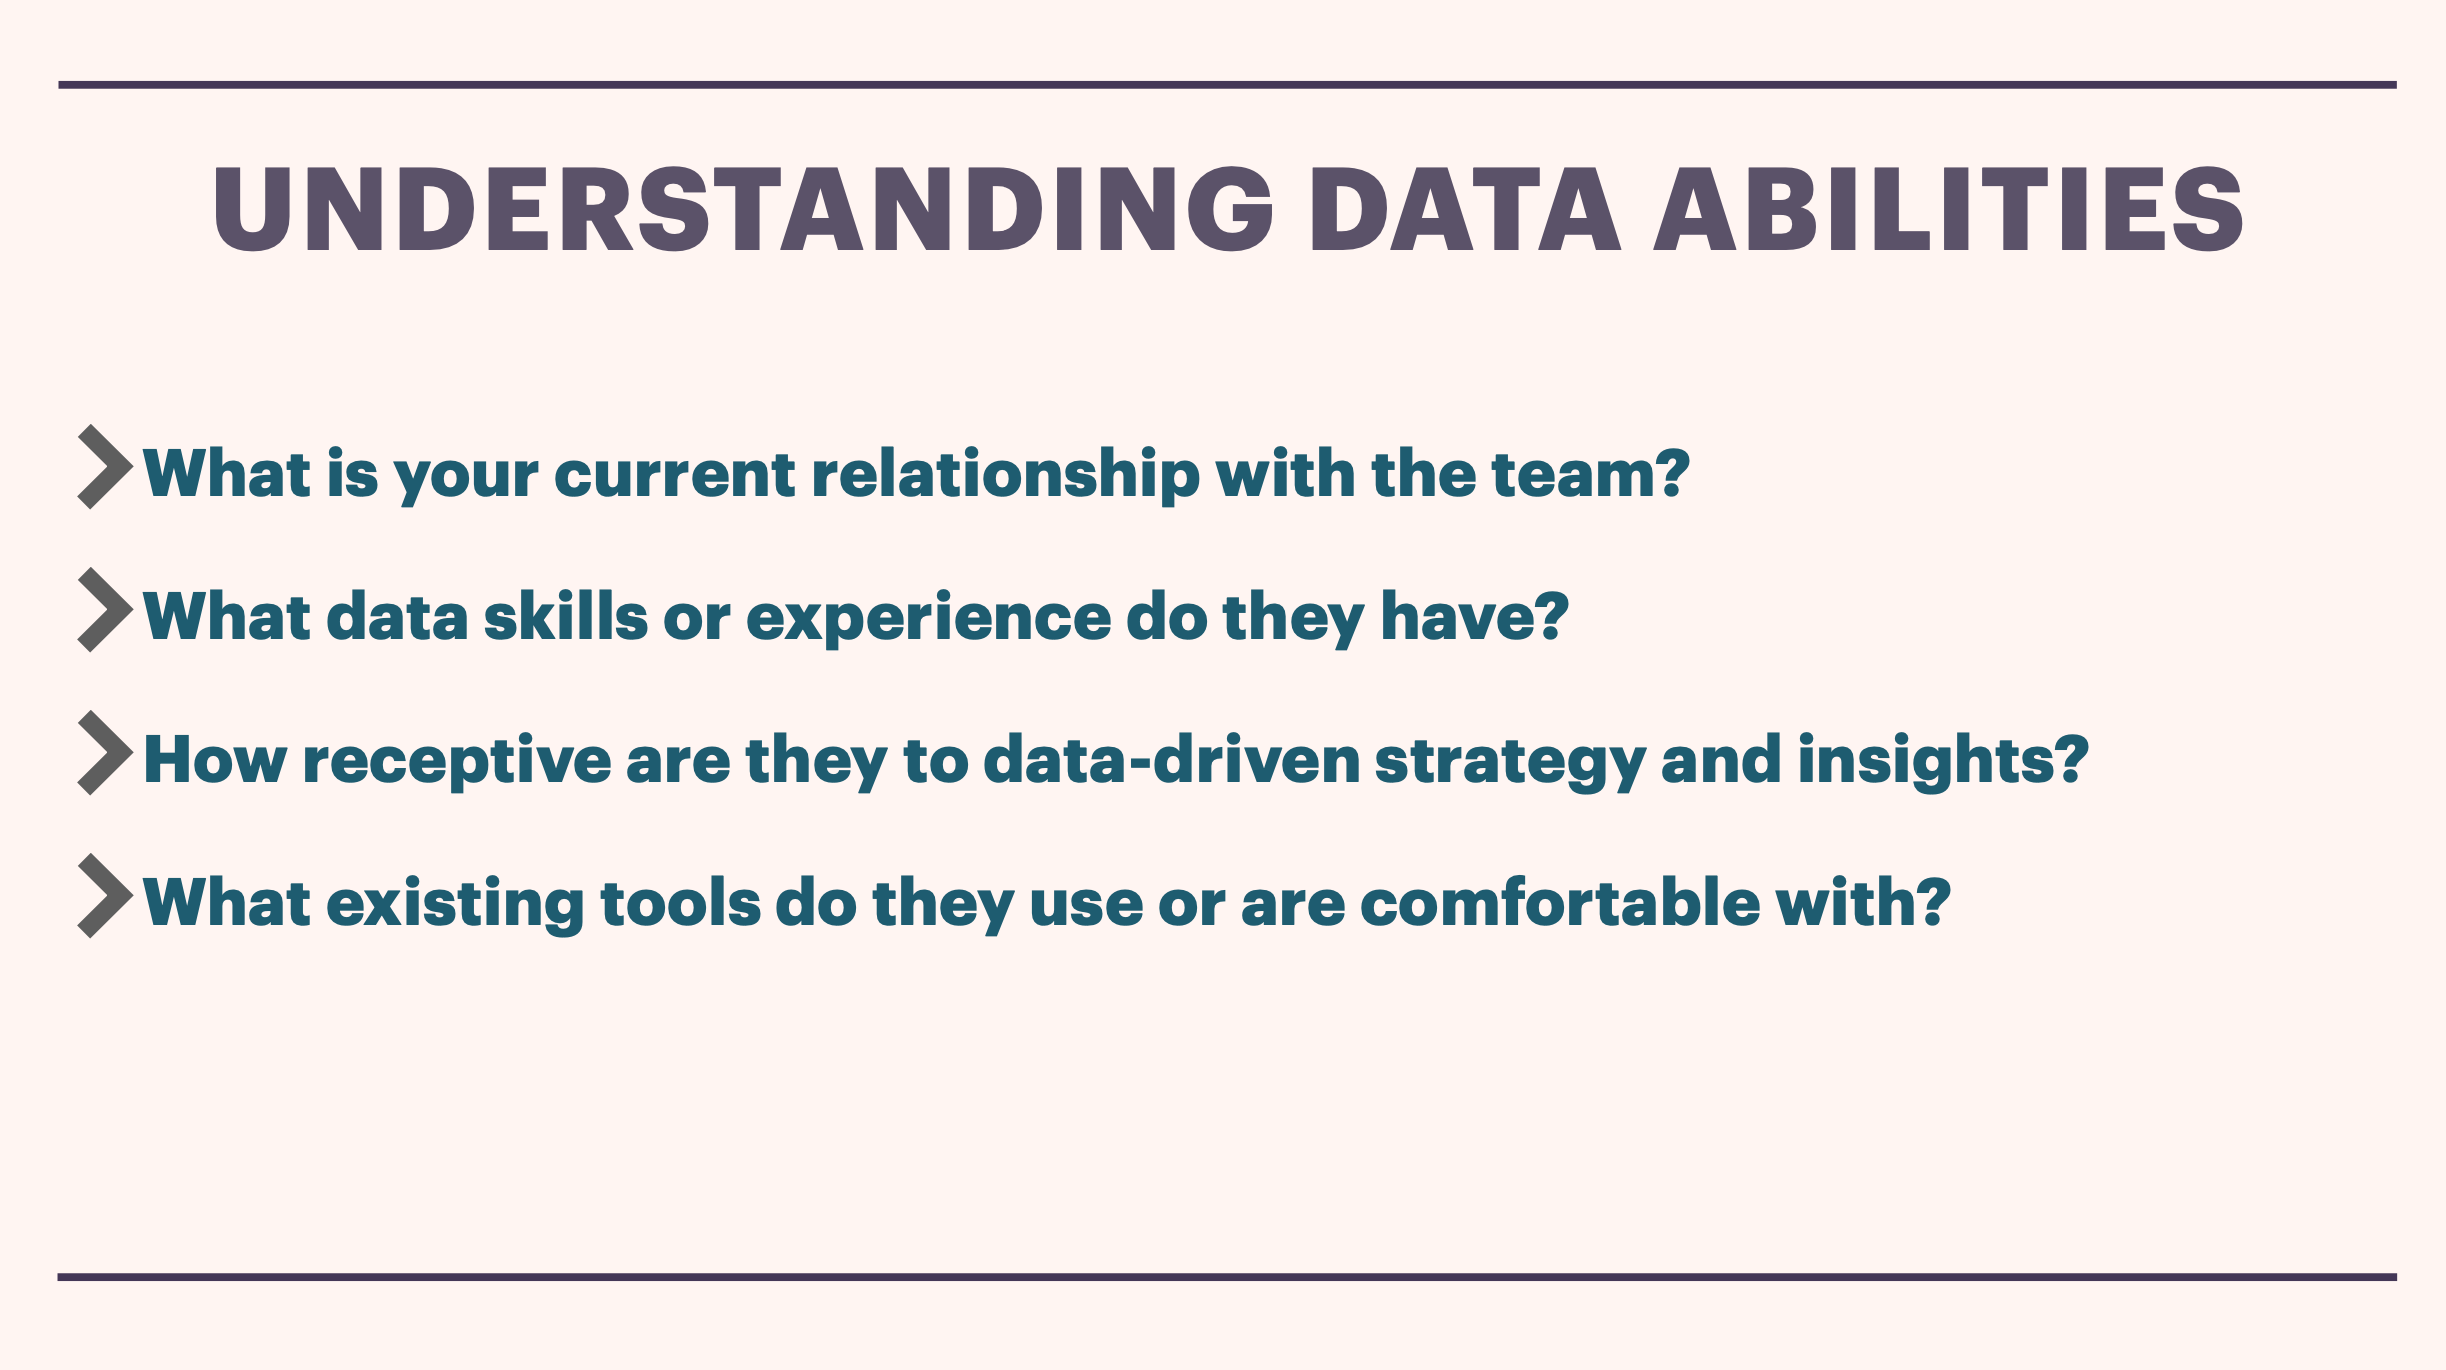 UNDERSTANDING DATA ABILITIES
What is your current relationship with the team?
What data skills or experience do they have?
How receptive are they to data-driven strategy and insights?
What existing tools do they use or are comfortable with?